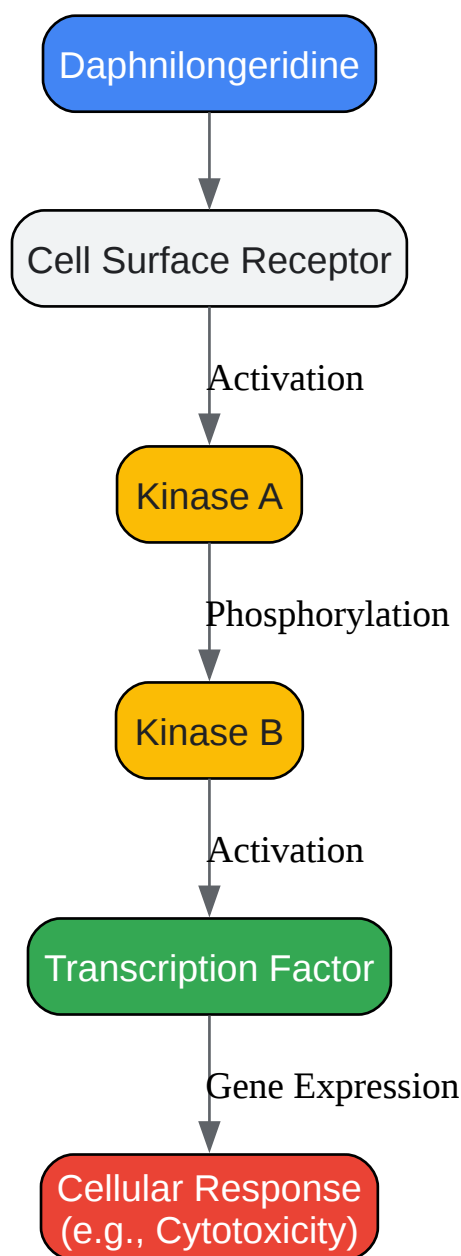 Daphnilongeridine
Cell Surface Receptor
Activation
Kinase A
Phosphorylation
Kinase B
Activation
Transcription Factor
Gene Expression
Cellular Response
(e.g., Cytotoxicity)